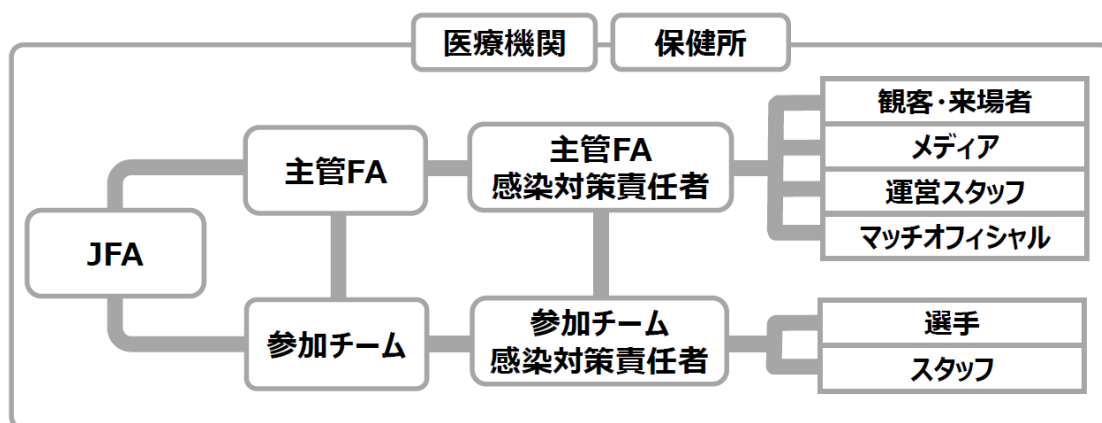 医療機関
保健所
JFA
主管FA
主管FA
感染対策責任者
観客・来場者
メディア
運営スタッフ
マッチオフィシャル
参加チーム
参加チーム
感染対策責任者
選手
スタッフ